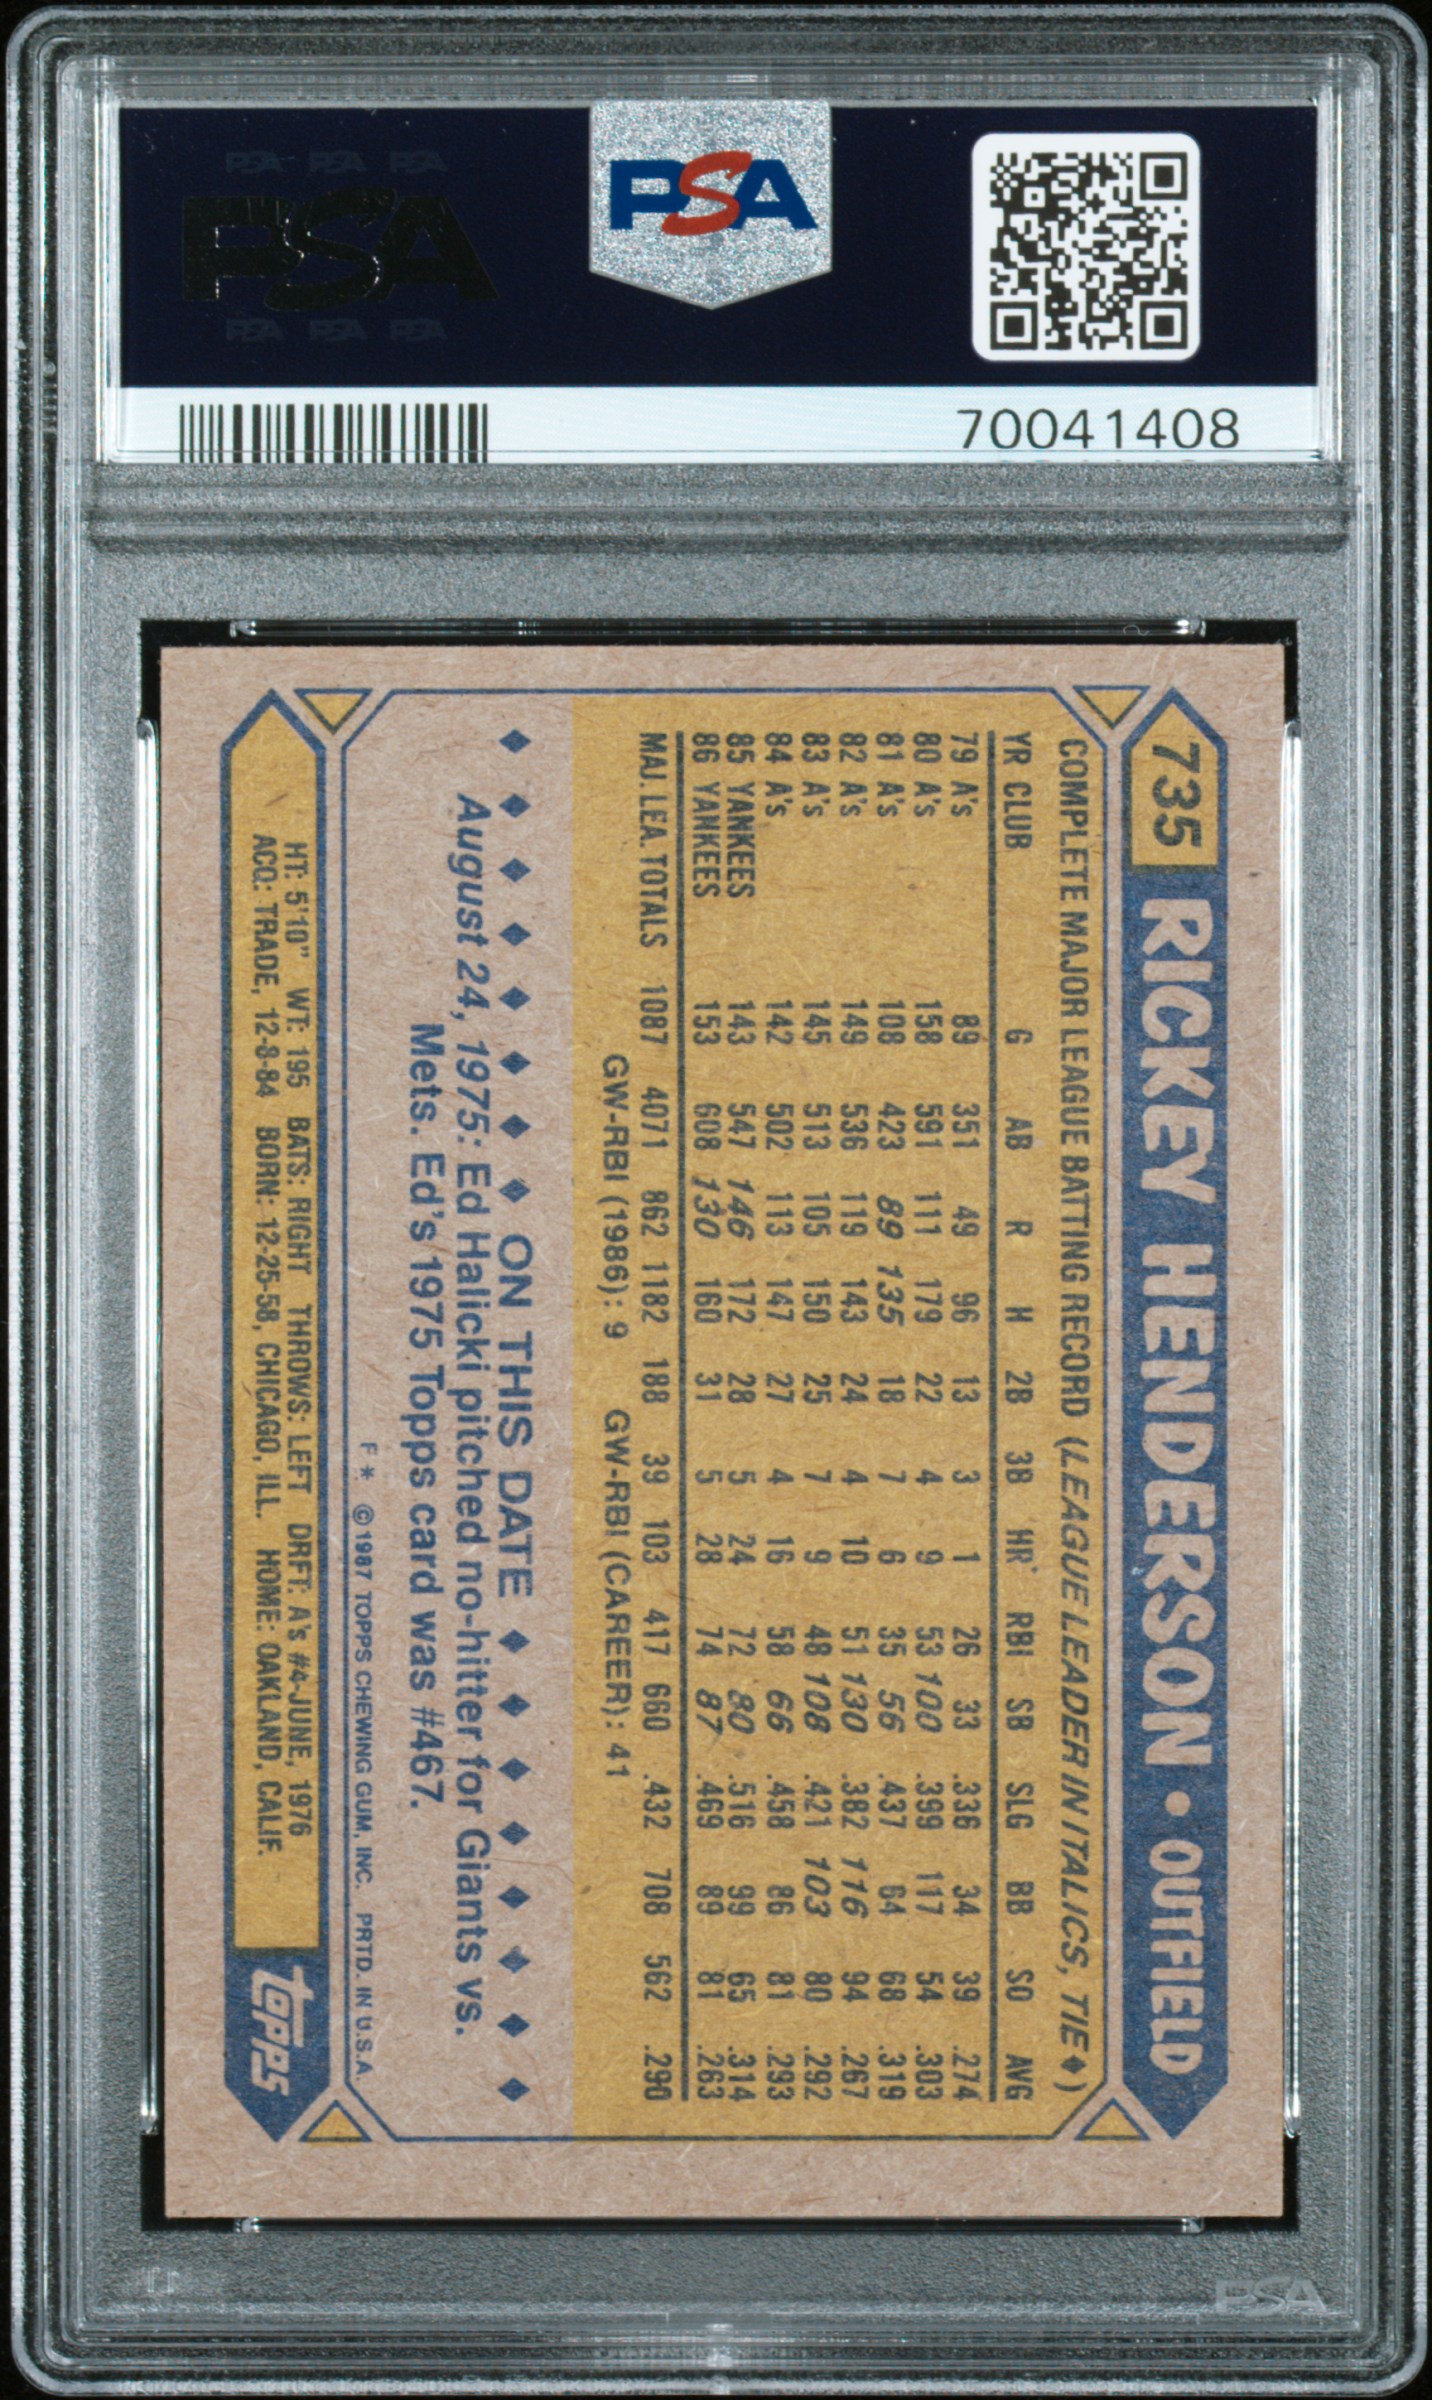 PSA PSA PSA
PSA
PSA PSA PSA
PSA
70041408
735 RICKEY HENDERSON • OUTFIELD
COMPLETE MAJOR LEAGUE BATTING RECORD (LEAGUE LEADER IN ITALICS, TIE ♦)
YR CLUB G AB R H 2B 3B HR RBI SB SLG BB SO AVG
79 A's 89 351 49 96 13 3 1 26 33 .336 34 39 .274
80 A's 158 591 111 179 22 4 9 53 100 .399 117 54 .303
81 A's 108 423 89 135 18 7 6 35 56 .437 64 68 .319
82 A's 149 536 119 143 24 4 10 51 130 .382 116 94 .267
83 A's 145 513 105 150 25 7 9 48 108 .421 103 80 .292
84 A's 142 502 113 147 27 4 16 58 66 .458 86 81 .293
85 YANKEES 143 547 146 172 28 5 24 72 80 .516 99 65 .314
86 YANKEES 153 608 130 160 31 5 28 74 87 .469 89 81 .263
MAJ. LEA. TOTALS 1087 4071 862 1182 188 39 103 417 660 .432 708 562 .290
GW-RBI (1986): 9 GW-RBI (CAREER): 41
♦ ♦ ♦ ♦ ♦ ♦ ♦ ♦ ON THIS DATE ♦ ♦ ♦ ♦ ♦ ♦ ♦ ♦
August 24, 1975: Ed Halicki pitched no-hitter for Giants vs.
Mets. Ed's 1975 Topps card was #467.
F* ©1987 TOPPS CHEWING GUM, INC. PRTD. IN U.S.A.
HT: 5'10" WT: 195 BATS: RIGHT THROWS: LEFT DRFT: A's #4-JUNE, 1976
ACQ: TRADE, 12-8-84 BORN: 12-25-58, CHICAGO, ILL. HOME: OAKLAND, CALIF.
topps
PSA